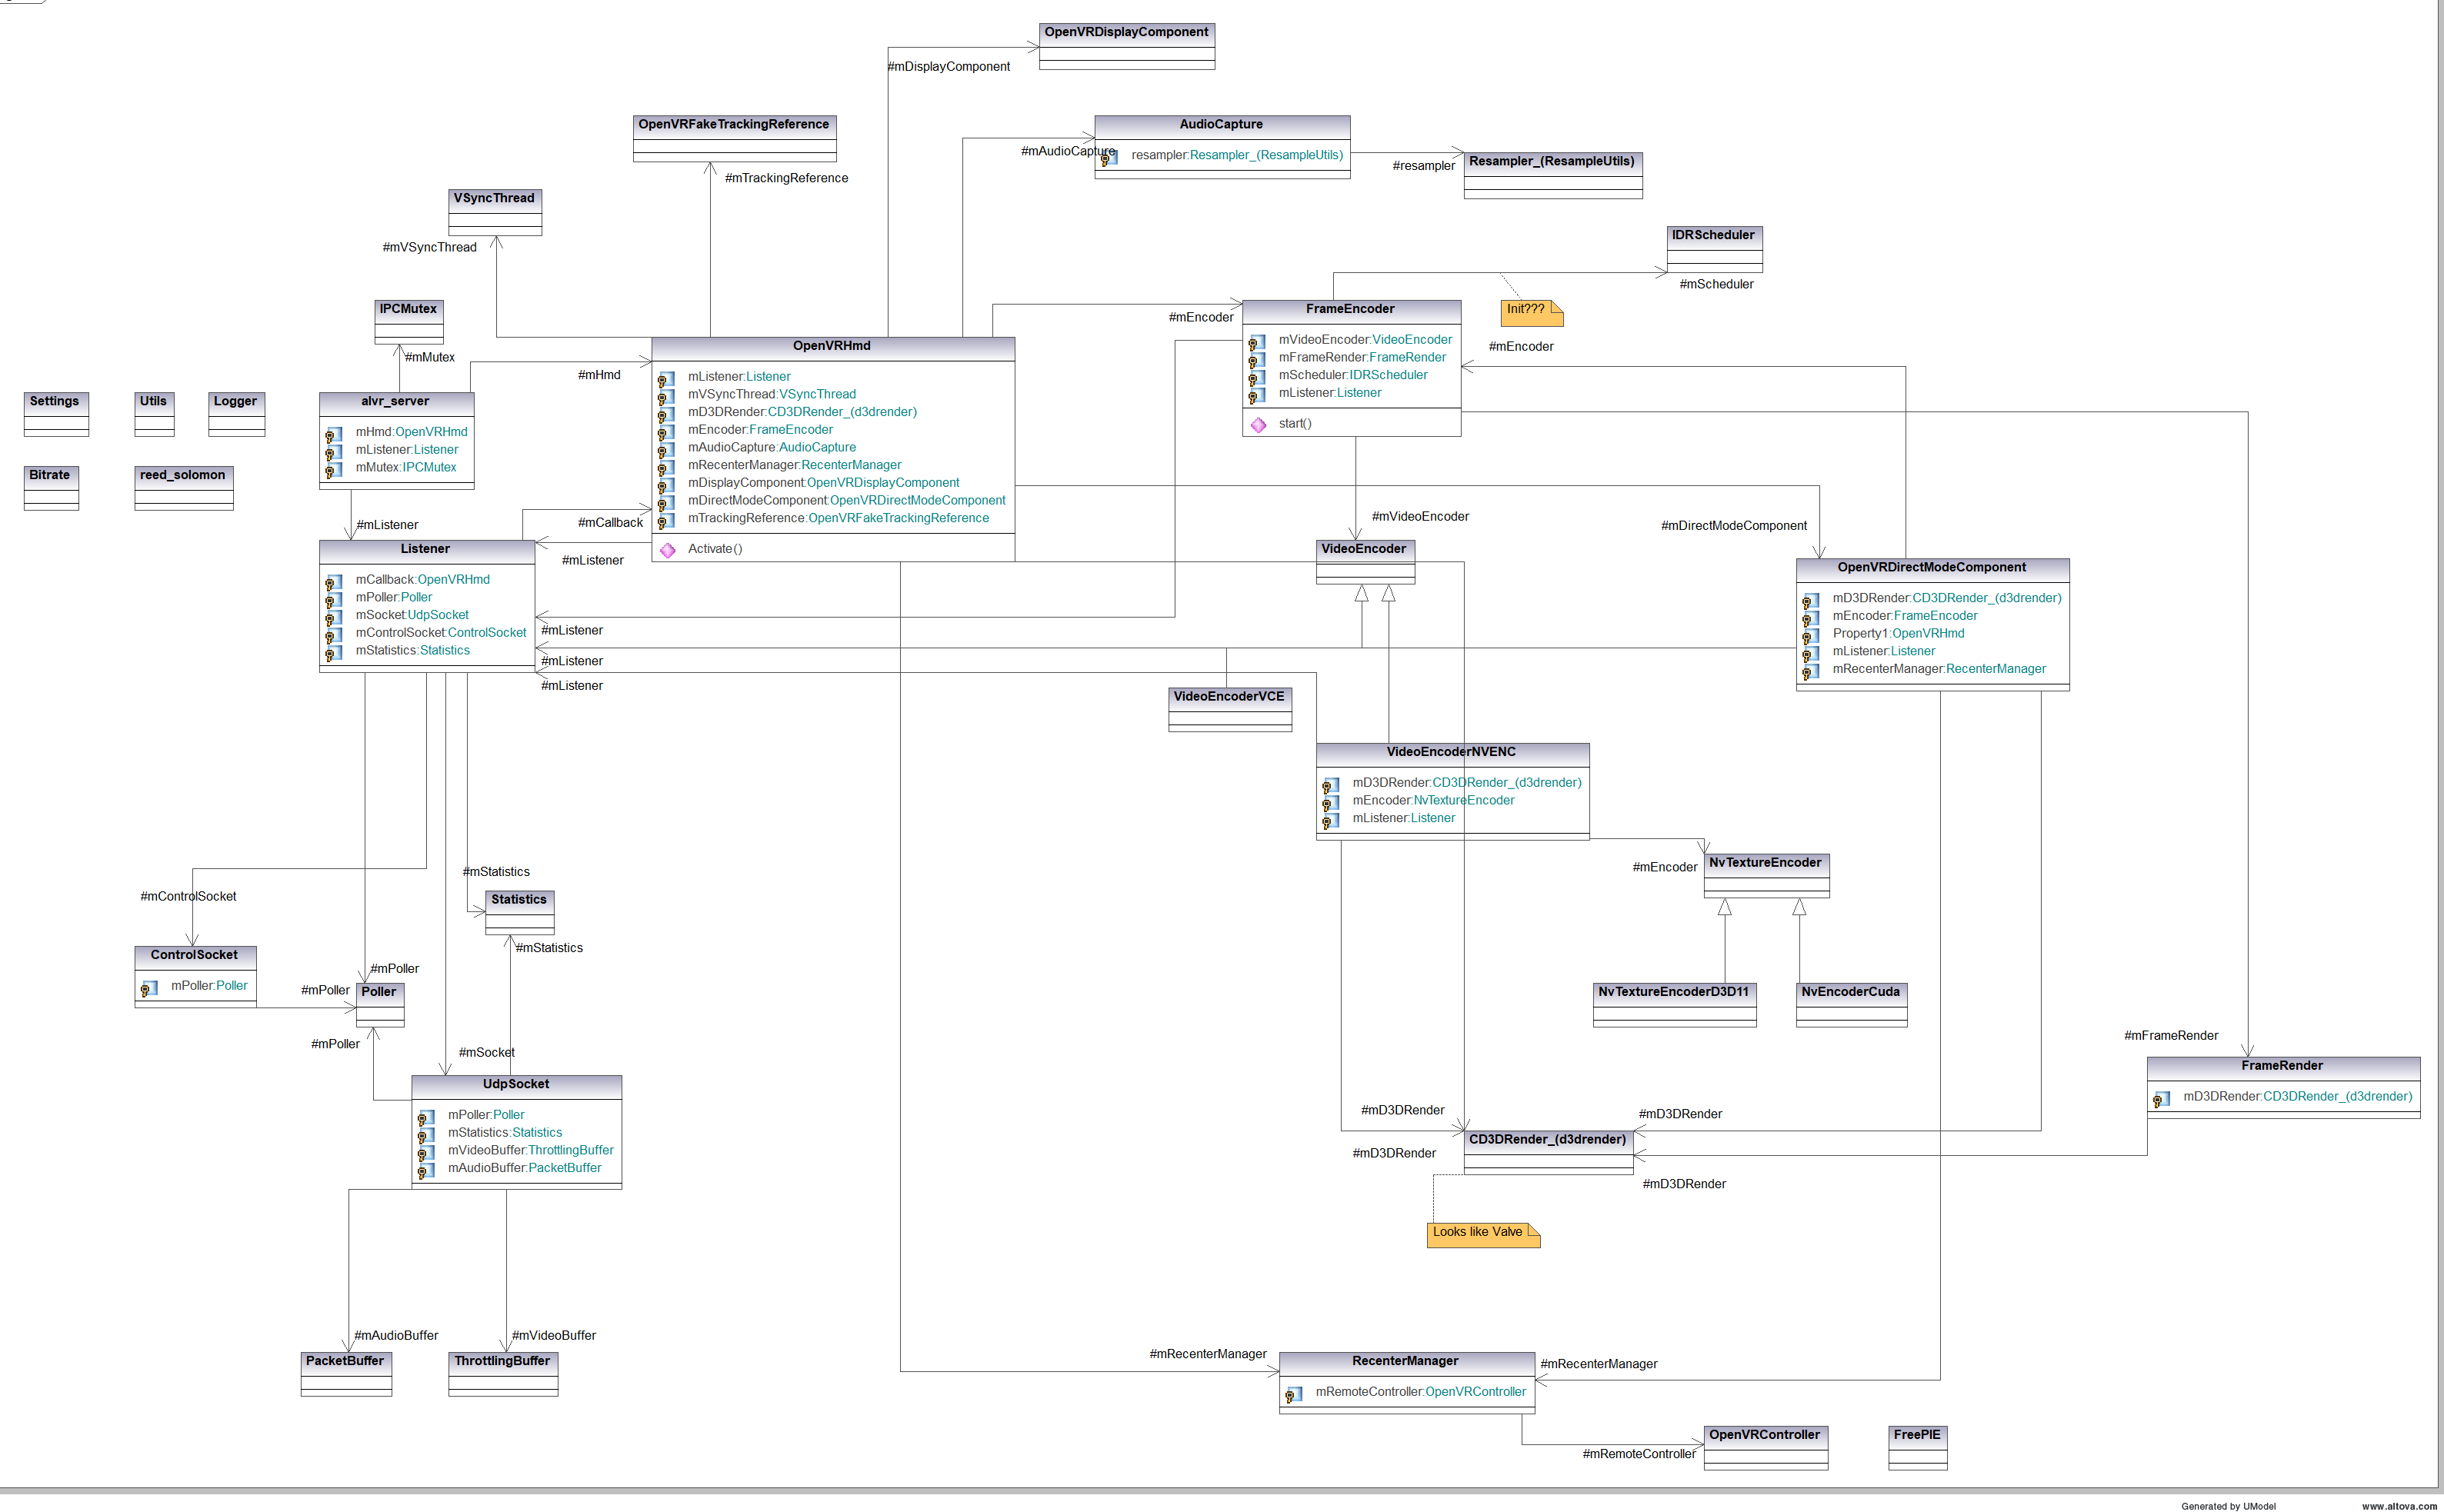 OpenVRDisplayComponent
#mDisplayComponent
OpenVRFakeTrackingReference
#mTrackingReference
AudioCapture
resampler:Resampler_(ResampleUtils)
#mAudioCapture
#resampler
Resampler_(ResampleUtils)
VSyncThread
#mVSyncThread
IDRScheduler
#mScheduler
Init???
IPCMutex
#mMutex
#mHmd
#mEncoder
FrameEncoder
mVideoEncoder:VideoEncoder
mFrameRender:FrameRender
mScheduler:IDRScheduler
mListener:Listener
start()
#mEncoder
OpenVRHmd
mListener:Listener
mVSyncThread:VSyncThread
mD3DRender:CD3DRender_(d3drender)
mEncoder:FrameEncoder
mAudioCapture:AudioCapture
mRecenterManager:RecenterManager
mDisplayComponent:OpenVRDisplayComponent
mDirectModeComponent:OpenVRDirectModeComponent
mTrackingReference:OpenVRFakeTrackingReference
Activate()
Settings
Utils
Logger
Bitrate
reed_solomon
alvr_server
mHmd:OpenVRHmd
mListener:Listener
mMutex:IPCMutex
#mListener
#mCallback
#mListener
Listener
mCallback:OpenVRHmd
mPoller:Poller
mSocket:UdpSocket
mControlSocket:ControlSocket
mStatistics:Statistics
#mListener
#mListener
#mListener
#mVideoEncoder
VideoEncoder
#mDirectModeComponent
OpenVRDirectModeComponent
mD3DRender:CD3DRender_(d3drender)
mEncoder:FrameEncoder
Property1:OpenVRHmd
mListener:Listener
mRecenterManager:RecenterManager
VideoEncoderVCE
VideoEncoderNVENC
mD3DRender:CD3DRender_(d3drender)
mEncoder:NvTextureEncoder
mListener:Listener
#mEncoder
NvTextureEncoder
NvTextureEncoderD3D11
NvEncoderCuda
#mStatistics
Statistics
#mStatistics
#mControlSocket
ControlSocket
mPoller:Poller
#mPoller
#mPoller
Poller
#mPoller
#mSocket
UdpSocket
mPoller:Poller
mStatistics:Statistics
mVideoBuffer:ThrottlingBuffer
mAudioBuffer:PacketBuffer
#mFrameRender
FrameRender
mD3DRender:CD3DRender_(d3drender)
#mD3DRender
#mD3DRender
#mD3DRender
CD3DRender_(d3drender)
#mD3DRender
Looks like Valve
#mAudioBuffer
#mVideoBuffer
PacketBuffer
ThrottlingBuffer
#mRecenterManager
RecenterManager
mRemoteController:OpenVRController
#mRecenterManager
#mRemoteController
OpenVRController
FreePIE
Generated by UModel
www.altova.com